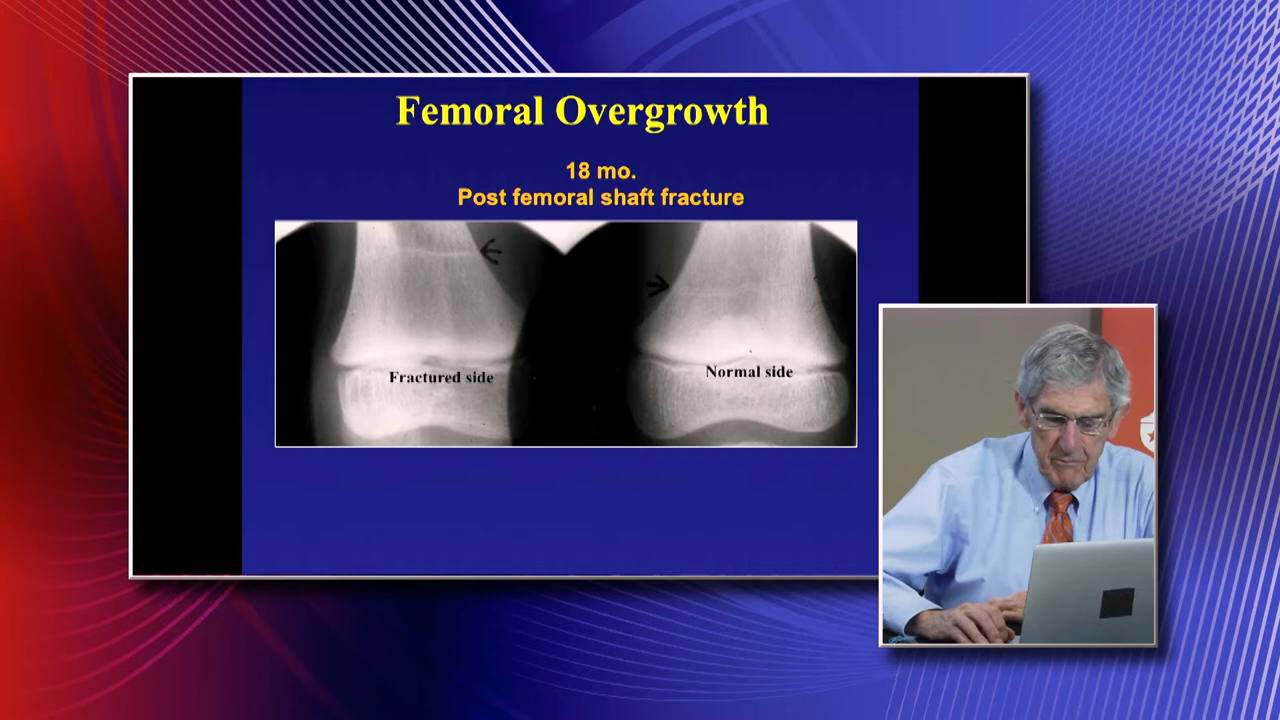 Femoral Overgrowth
18 mo.
Post femoral shaft fracture
Fractured side
Normal side